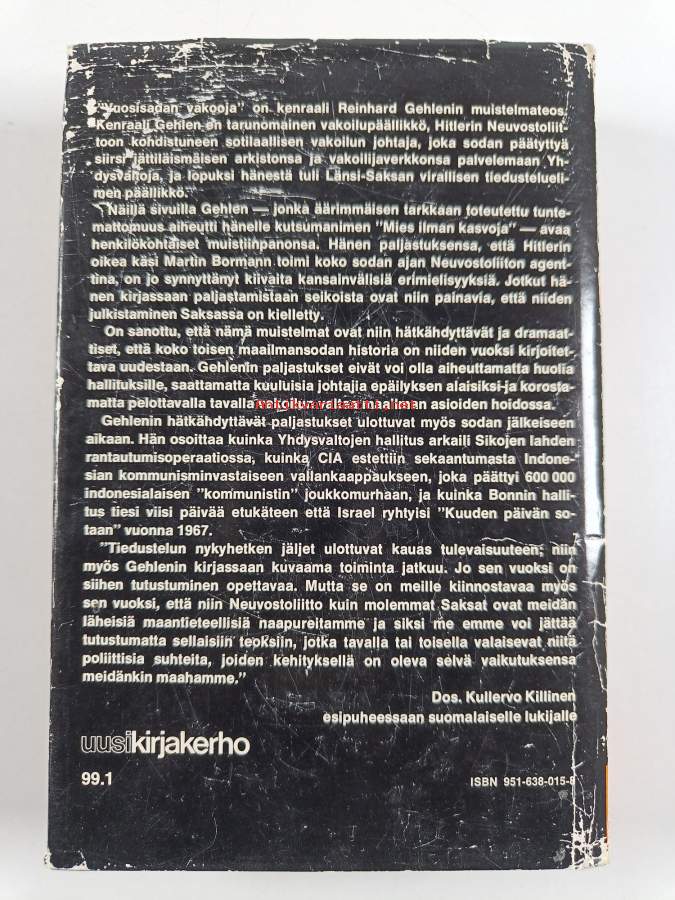 "Vuosisadan vakooja" on kenraali Reinhard Gehlenin muistelmateos.
Kenraali Gehlen on tarunomainen vakoilupäällikkö, Hitlerin Neuvostoliit-
toon kohdistuneen sotilaallisen vakoilun johtaja, joka sodan päätyttyä
siirsi jättiläismäisen arkistonsa ja vakoilijaverkkonsa palvelemaan Yh-
dysvaltoja, ja lopuksi hänestä tuli Länsi-Saksan virallisen tiedustelueli-
men päällikkö.
Näillä sivuilla Gehlen — jonka äärimmäisen tarkkaan toteutettu tunte-
mattomuus aiheutti hänelle kutsumanimen "Mies ilman kasvoja" — avaa
henkilökohtaiset muistiinpanonsa. Hänen paljastuksensa, että Hitlerin
oikea käsi Martin Bormann toimi koko sodan ajan Neuvostoliiton agent-
tina, on jo synnyttänyt kiivaita kansainvälisiä erimielisyyksiä. Jotkut hä-
nen kirjassaan paljastamistaan seikoista ovat niin painavia, että niiden
julkistaminen Saksassa on kielletty.
On sanottu, että nämä muistelmat ovat niin hätkähdyttävät ja dramaat-
tiset, että koko toisen maailmansodan historia on niiden vuoksi kirjoitet-
tava uudestaan. Gehlenin paljastukset eivät voi olla aiheuttamatta huolia
hallituksille, saattamatta kuuluisia johtajia epäilyksen alaisiksi ja korosta-
matta pelottavalla tavalla vakoilun valtaa maailman asioiden hoidossa.
antikvariaatti.net
Gehlenin hätkähdyttävät paljastukset ulottuvat myös sodan jälkeiseen
aikaan. Hän osoittaa kuinka Yhdysvaltojen hallitus arkaili Sikojen lahden
rantautumisoperaatiossa, kuinka CIA estettiin sekaantumasta Indone-
sian kommunisminvastaiseen vallankaappaukseen, joka päättyi 600 000
indonesialaisen "kommunistin" joukkomurhaan, ja kuinka Bonnin halli-
tus tiesi viisi päivää etukäteen että Israel ryhtyisi "Kuuden päivän so-
taan" vuonna 1967.
"Tiedustelun nykyhetken jäljet ulottuvat kauas tulevaisuuteen; niin
myös Gehlenin kirjassaan kuvaama toiminta jatkuu. Jo sen vuoksi on
siihen tutustuminen opettavaa. Mutta se on meille kiinnostavaa myös
sen vuoksi, että niin Neuvostoliitto kuin molemmat Saksat ovat meidän
läheisiä maantieteellisiä naapureitamme ja siksi me emme voi jättää
tutustumatta sellaisiin teoksiin, jotka tavalla tai toisella valaisevat niitä
poliittisia suhteita, joiden kehityksellä on oleva selvä vaikutuksensa
meidänkin maahamme."
Dos. Kullervo Killinen
esipuheessaan suomalaiselle lukijalle
uusikirjakerho
99.1
ISBN 951-638-015-8